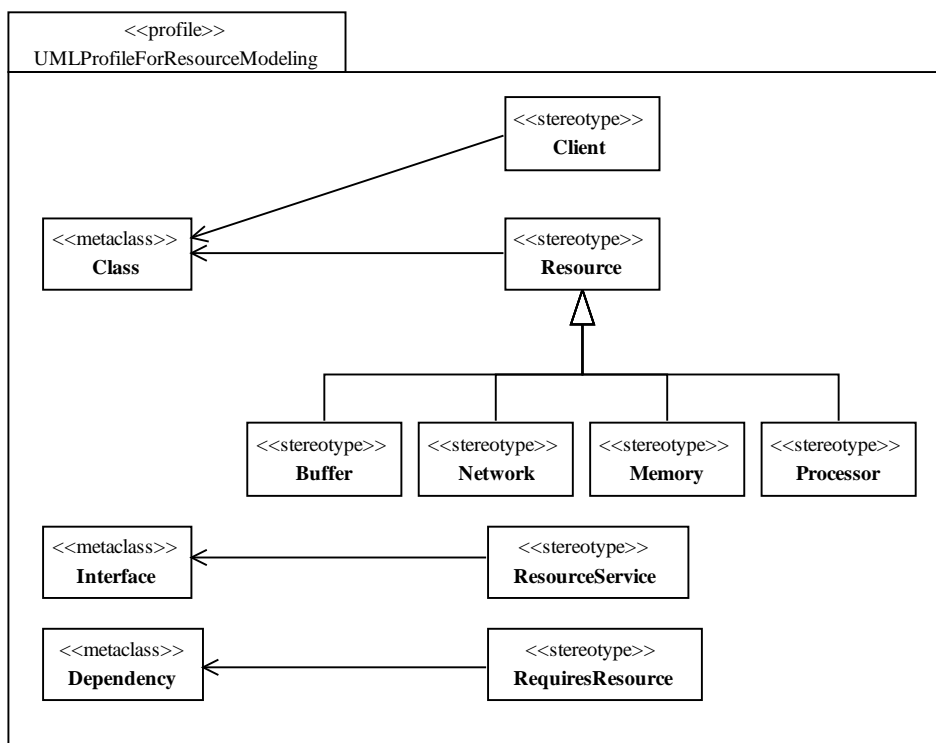 <<profile>>
UMLProfileForResourceModeling
<<stereotype>>
Client
<<metaclass>>
Class
<<stereotype>>
Resource
<<stereotype>>
Buffer
<<stereotype>>
Network
<<stereotype>>
Memory
<<stereotype>>
Processor
<<metaclass>>
Interface
<<stereotype>>
ResourceService
<<metaclass>>
Dependency
<<stereotype>>
RequiresResource